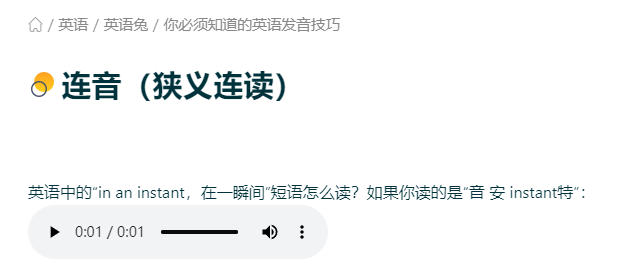 / 英语 / 英语兔 / 你必须知道的英语发音技巧
连音（狭义连读）
英语中的“in an instant，在一瞬间”短语怎么读？如果你读的是“音 安 instant特”：
0:01 / 0:01